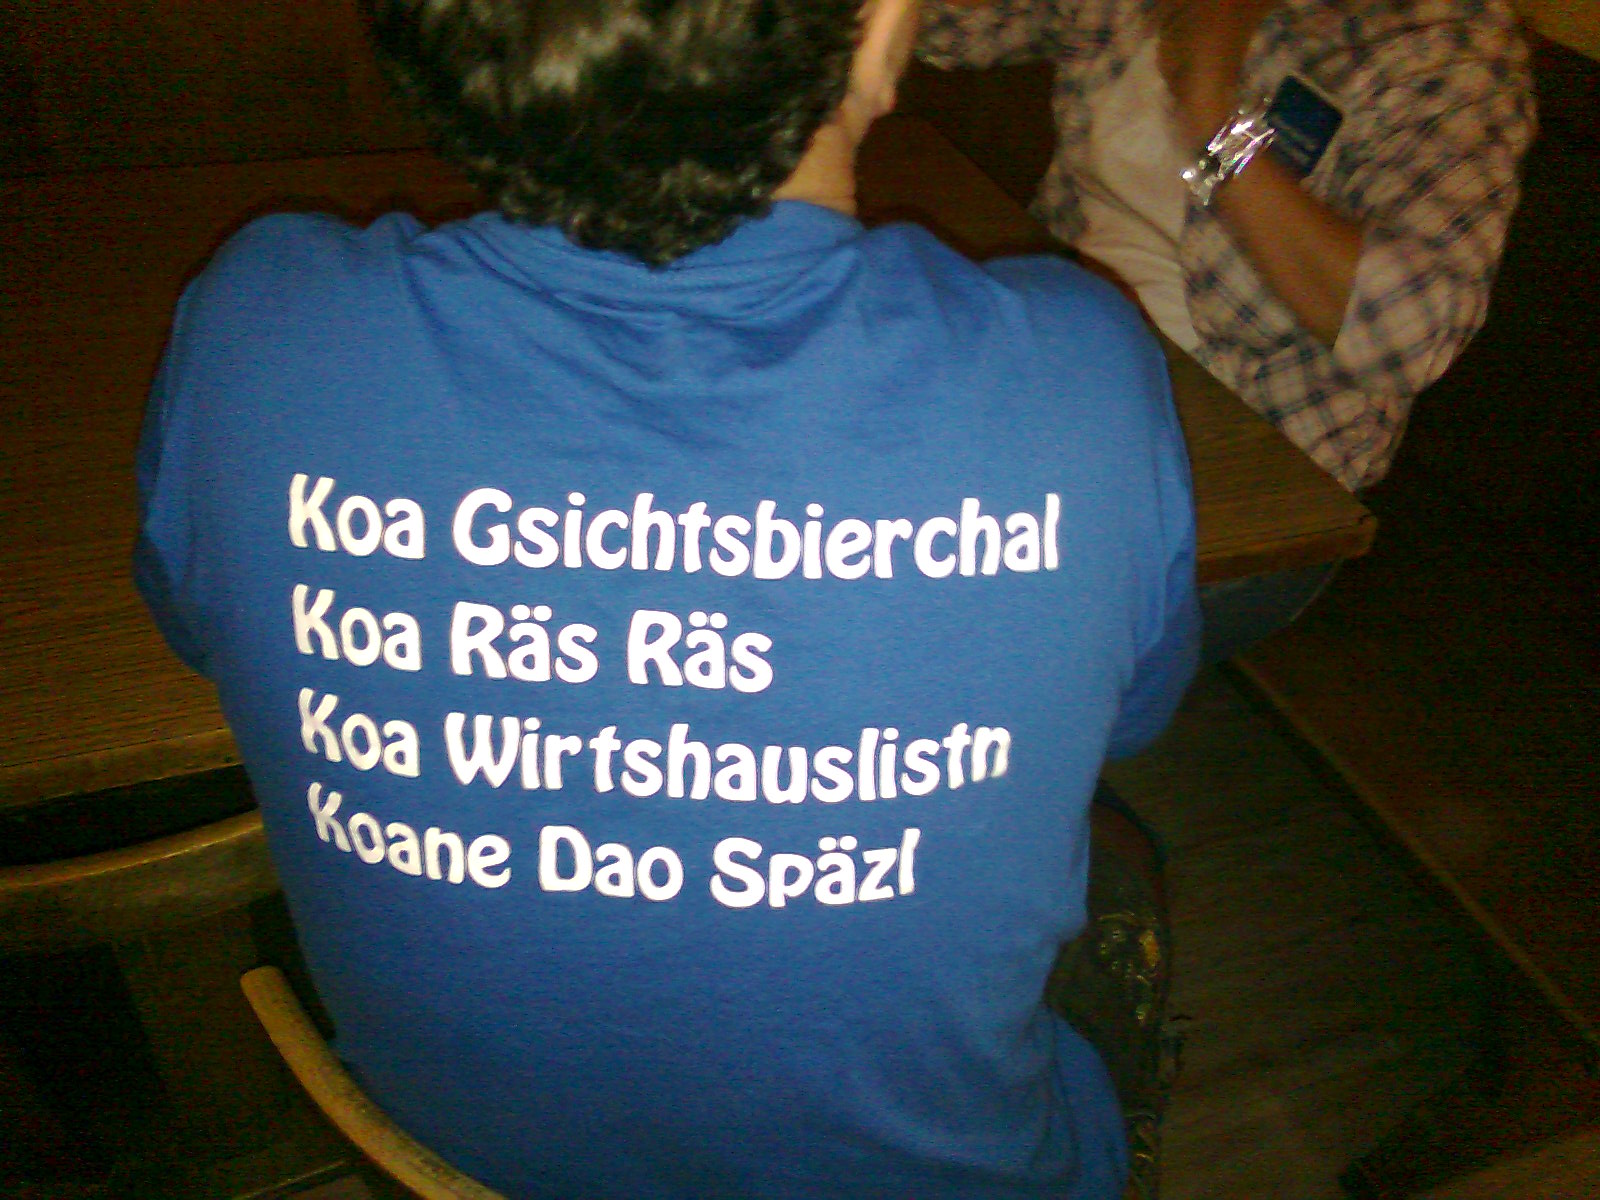 Koa Gsichtsbierchal
Koa Räs Räs
Koa Wirtshauslistn
Koane Dao Späzl